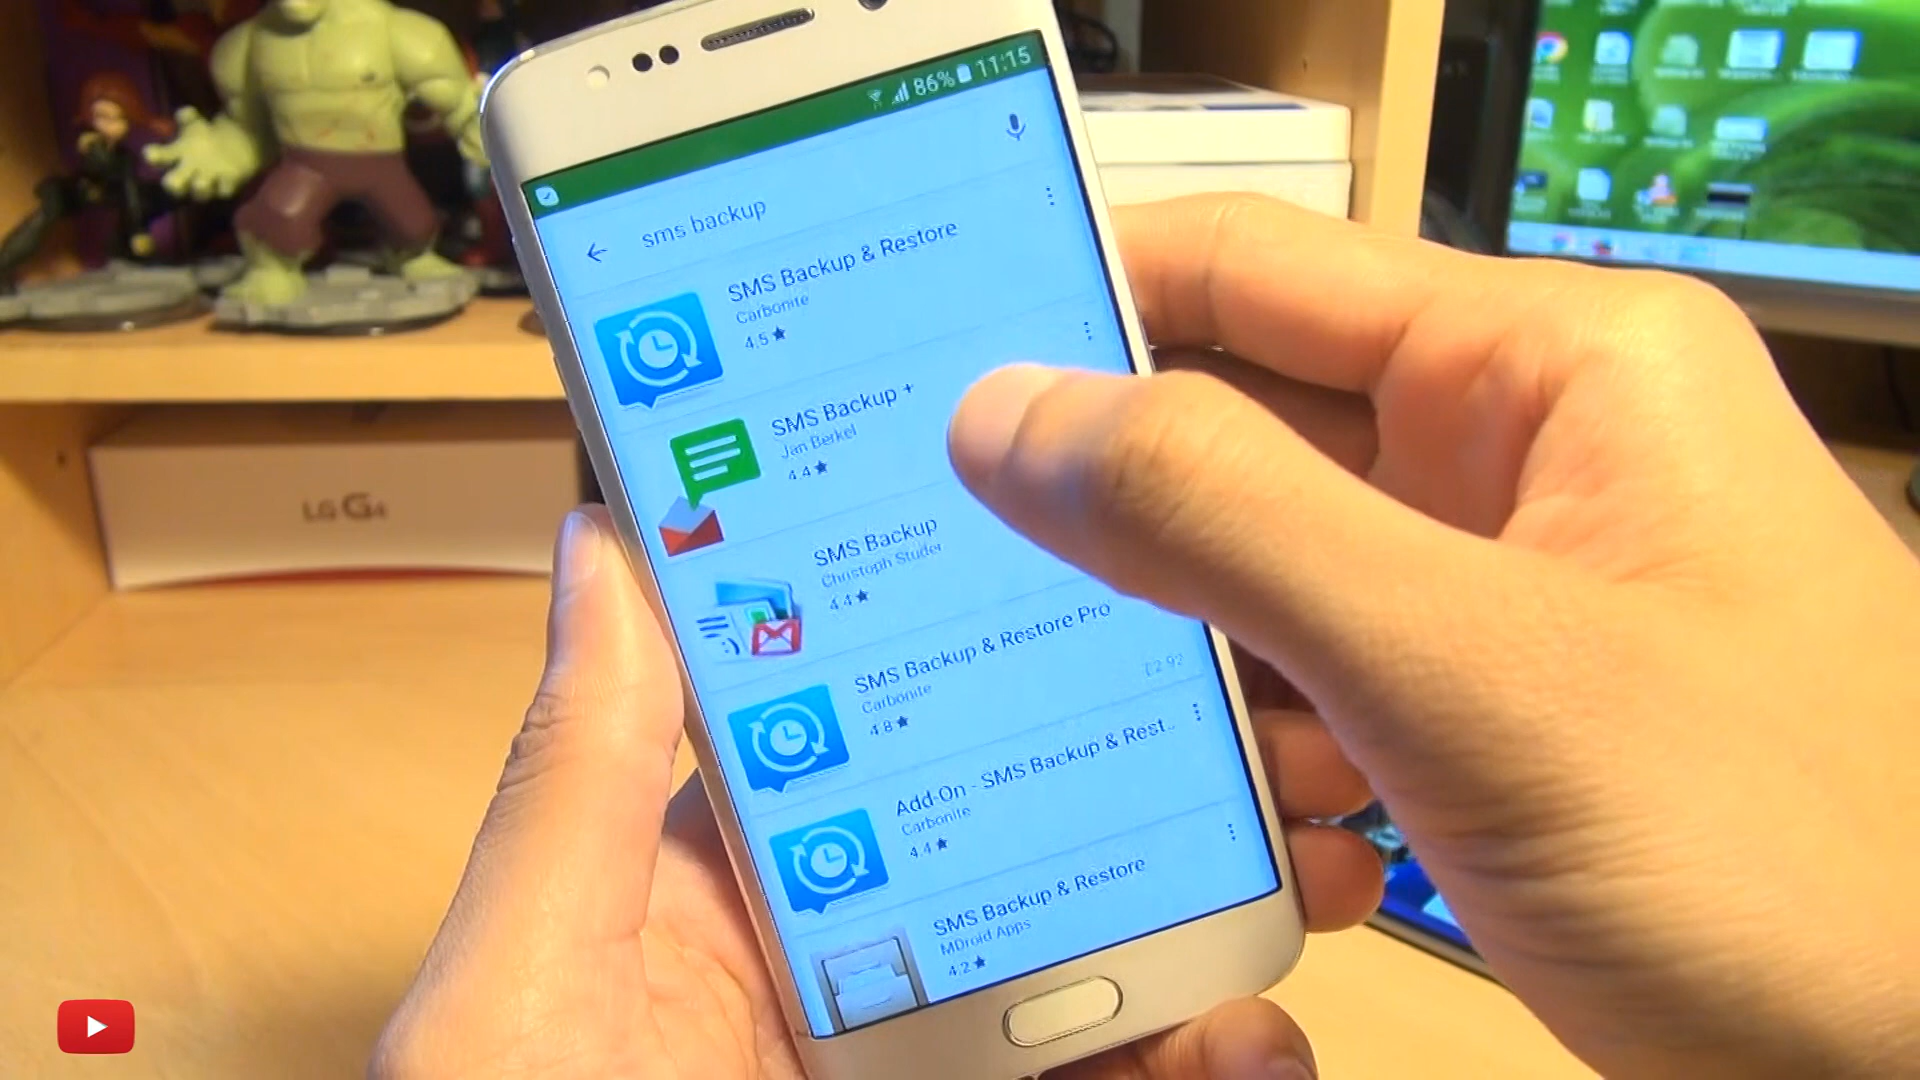 86% 11:15
sms backup
SMS Backup & Restore
Carbonite
4.5★
SMS Backup +
Jan Berkel
4.4★
SMS Backup
Christoph Studer
4.4★
SMS Backup & Restore Pro
Carbonite
4.8★
£2.92
Add-On - SMS Backup & Rest..
Carbonite
4.4★
SMS Backup & Restore
MDroid Apps
4.2★
LG G4